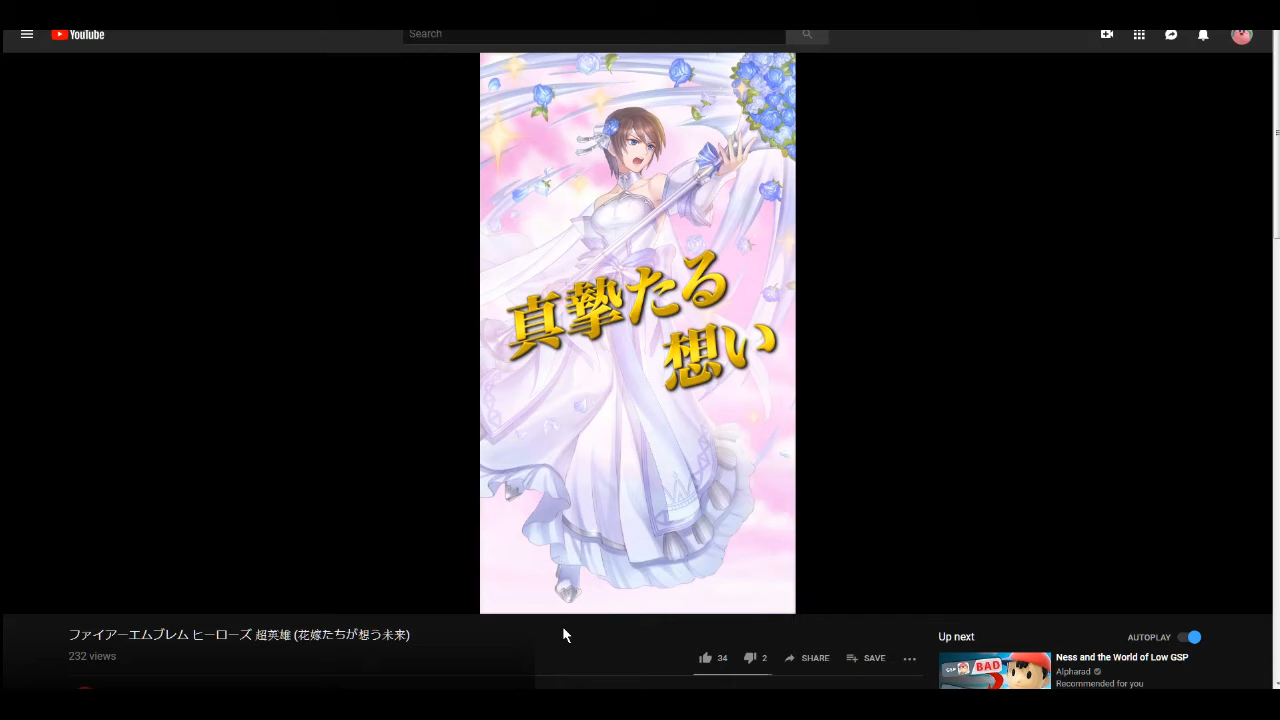 YouTube
Search
真摯たる
想い
ファイアーエムブレム ヒーローズ 超英雄 (花嫁たちが想う未来)
232 views
34
2
SHARE
SAVE
Up next
AUTOPLAY
GSP
BAD
Ness and the World of Low GSP
Alpharad
Recommended for you